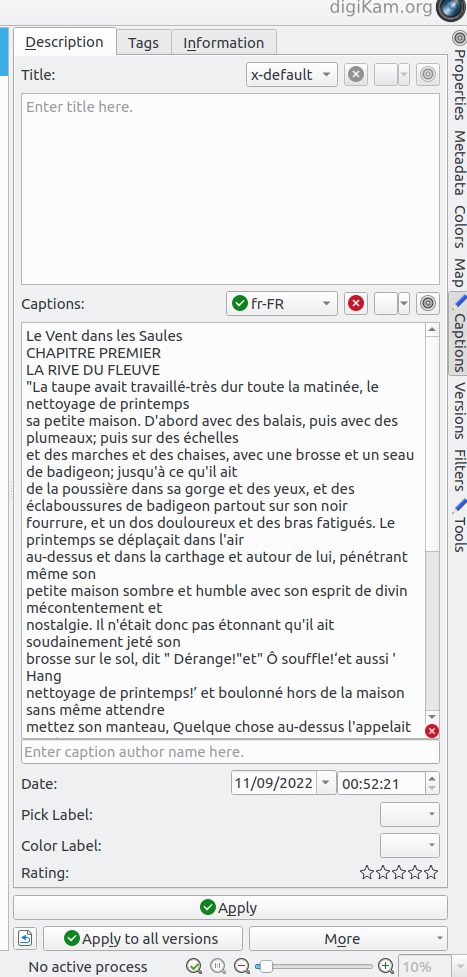 digiKam.org
Description
Tags
Information
Title:
x-default
Enter title here.
Captions:
fr-FR
Le Vent dans les Saules
CHAPITRE PREMIER
LA RIVE DU FLEUVE
"La taupe avait travaillé-très dur toute la matinée, le
nettoyage de printemps
sa petite maison. D'abord avec des balais, puis avec des
plumeaux; puis sur des échelles
et des marches et des chaises, avec une brosse et un seau
de badigeon; jusqu'à ce qu'il ait
de la poussière dans sa gorge et des yeux, et des
éclaboussures de badigeon partout sur son noir
fourrure, et un dos douloureux et des bras fatigués. Le
printemps se déplaçait dans l'air
au-dessus et dans la carthage et autour de lui, pénétrant
même son
petite maison sombre et humble avec son esprit de divin
mécontentement et
nostalgie. Il n'était donc pas étonnant qu'il ait
soudainement jeté son
brosse sur le sol, dit " Dérange!"et" Ô souffle!‘et aussi '
Hang
nettoyage de printemps!’ et boulonné hors de la maison
sans même attendre
mettez son manteau, Quelque chose au-dessus l'appelait
Enter caption author name here.
Date:
11/09/2022
00:52:21
Pick Label:
Color Label:
Rating:
Apply
Apply to all versions
More
No active process
10%
Properties
Metadata
Colors
Map
Captions
Versions
Filters
Tools